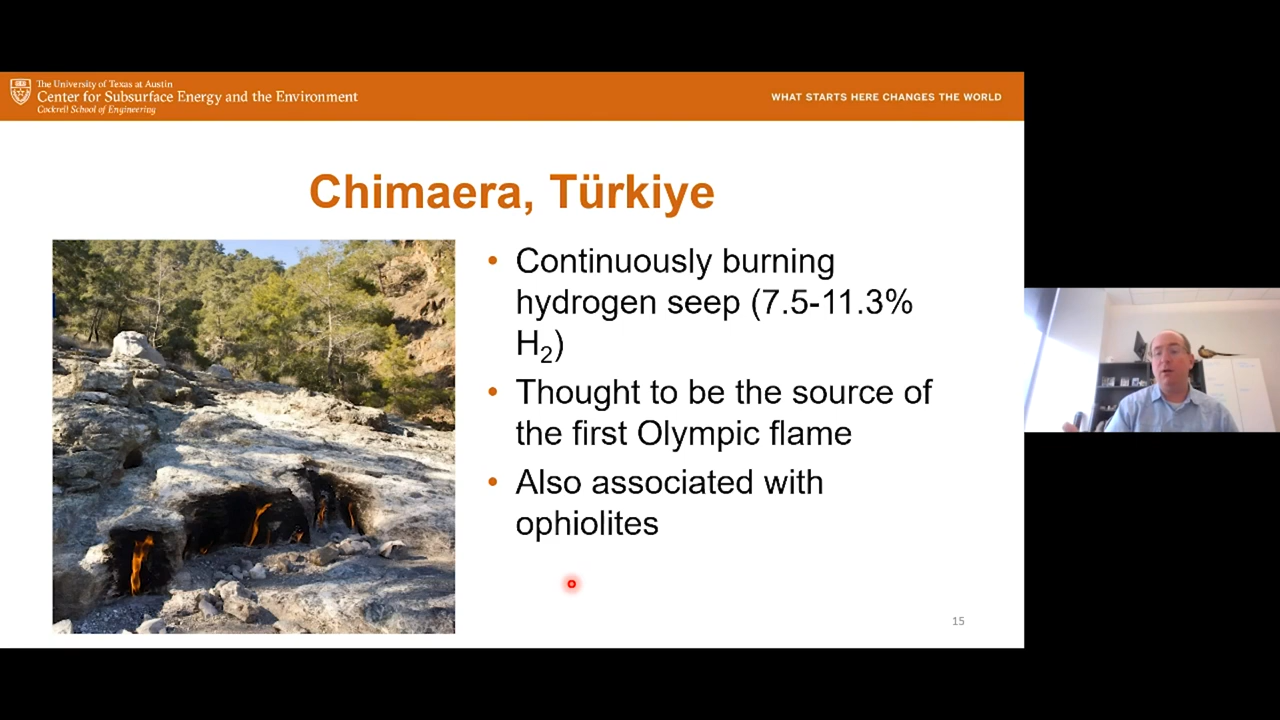 The University of Texas at Austin
Center for Subsurface Energy and the Environment
Cockrell School of Engineering
WHAT STARTS HERE CHANGES THE WORLD
Chimaera, Türkiye
• Continuously burning
hydrogen seep (7.5-11.3%
H₂)
• Thought to be the source of
the first Olympic flame
• Also associated with
ophiolites
15